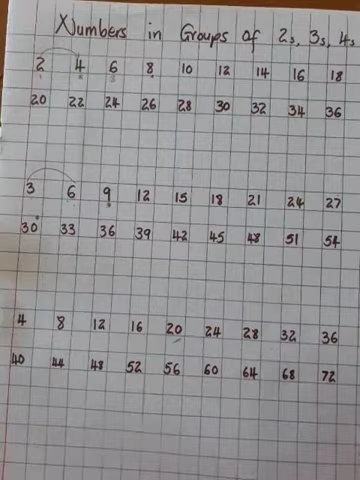 Numbers in Groups of 2s, 3s, 4s
2 4 6 8 10 12 14 16 18
20 22 24 26 28 30 32 34 36
3 6 9 12 15 18 21 24 27
30 33 36 39 42 45 48 51 54
4 8 12 16 20 24 28 32 36
40 44 48 52 56 60 64 68 72